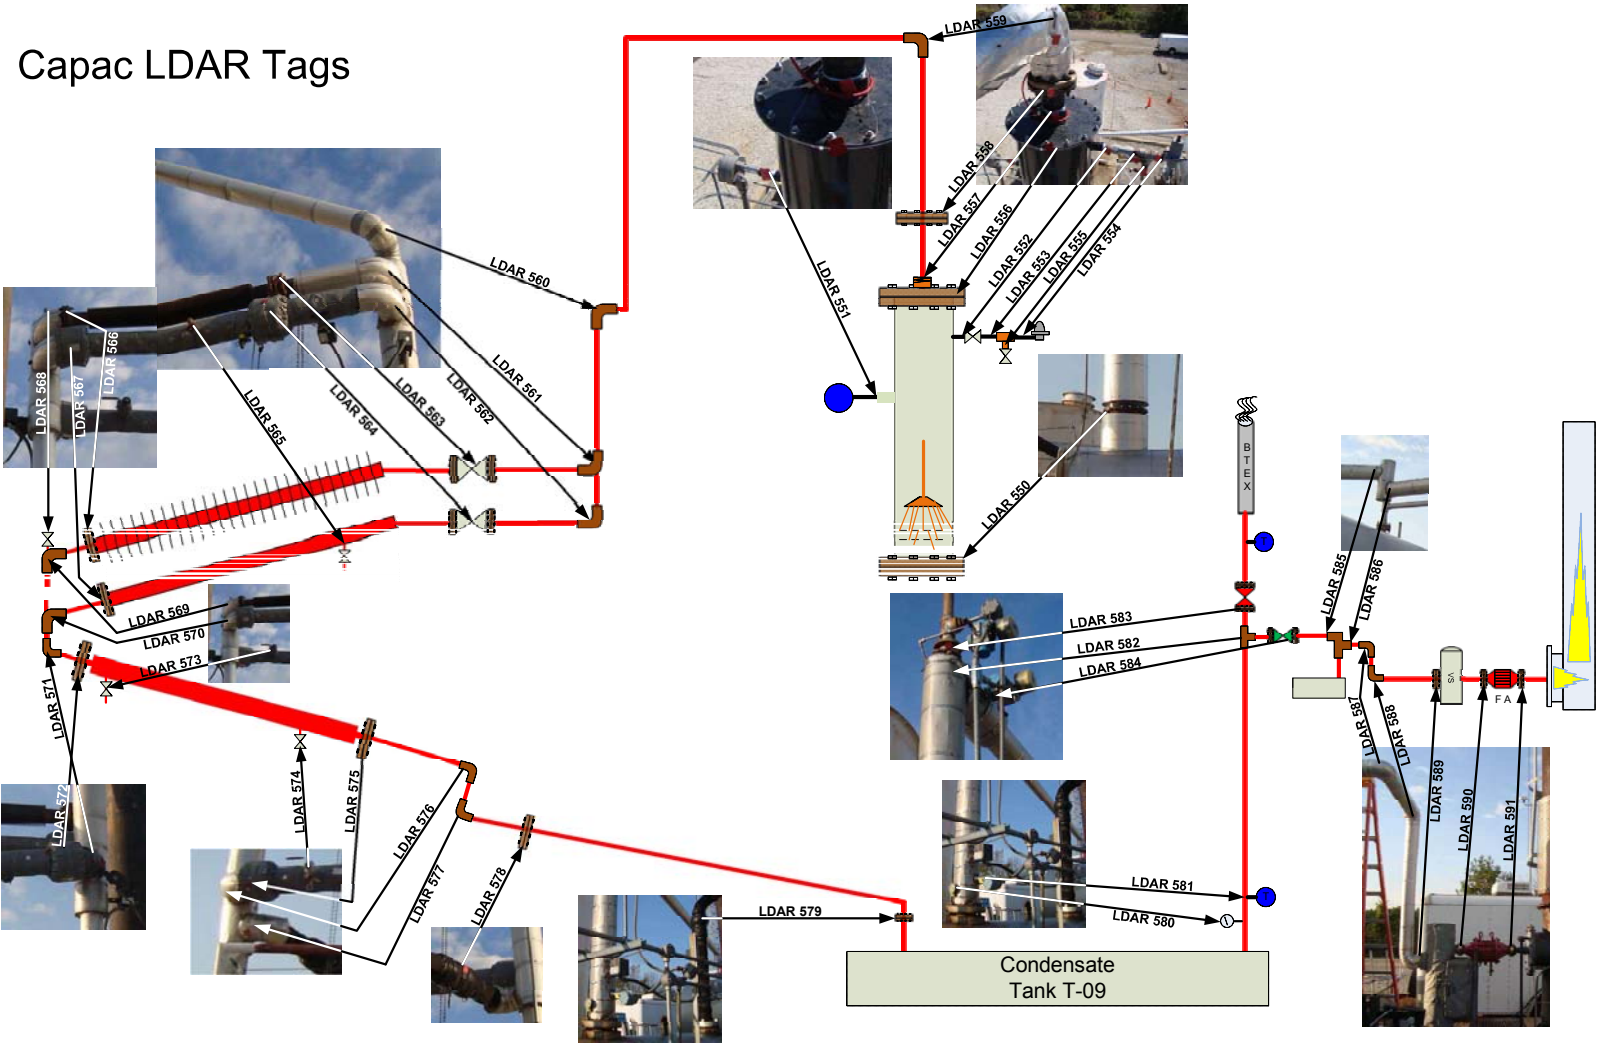 Capac LDAR Tags
LDAR 559
LDAR 558
LDAR 557
LDAR 556
LDAR 552
LDAR 553
LDAR 555
LDAR 554
LDAR 551
LDAR 560
LDAR 561
LDAR 562
LDAR 563
LDAR 564
LDAR 565
LDAR 566
LDAR 567
LDAR 568
LDAR 550
BTEX
LDAR 569
LDAR 570
LDAR 573
LDAR 571
LDAR 572
LDAR 574
LDAR 575
LDAR 576
LDAR 577
LDAR 578
LDAR 579
LDAR 583
LDAR 582
LDAR 584
LDAR 585
LDAR 586
LDAR 587
LDAR 588
VS
FA
LDAR 589
LDAR 590
LDAR 591
LDAR 581
LDAR 580
Condensate
Tank T-09